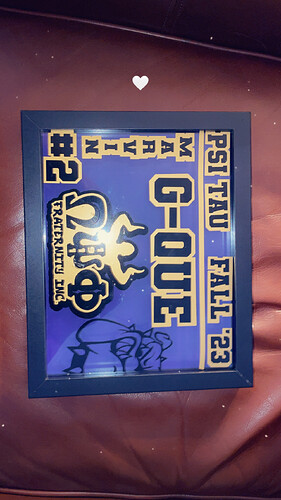 PSI TAU FALL '23
MARVIN
G-QUE
#2
ΩΨΦ
FRATERNITY INC.